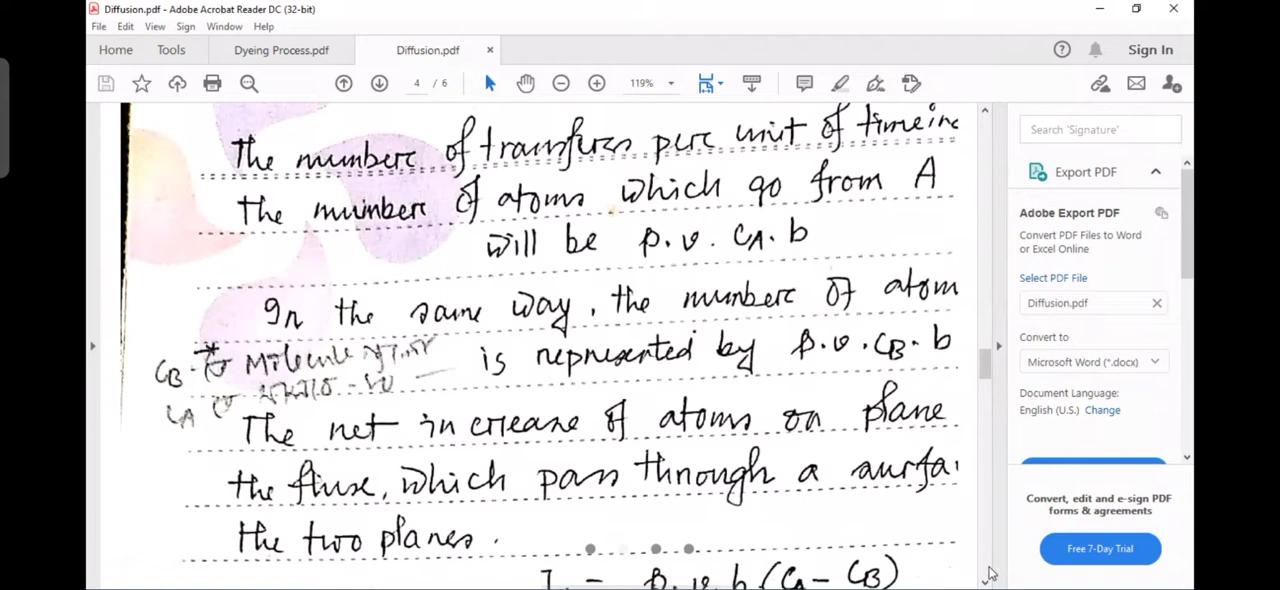 Diffusion.pdf - Adobe Acrobat Reader DC (32-bit)
File Edit View Sign Window Help
Home Tools Dyeing Process.pdf Diffusion.pdf × ? Sign In
4 / 6 119%
The number of transfers per unit of time in
the number of atoms which go from A
will be p.v. CA. b
In the same way, the number of atom
is represented by p.v. CB. b
CB Molecule
CA
The net increase of atoms on plane
the flux, which pass through a surfa
the two planes.
J = p.v. b (CA - CB)
Search 'Signature'
Export PDF
Adobe Export PDF
Convert PDF Files to Word
or Excel Online
Select PDF File
Diffusion.pdf ×
Convert to
Microsoft Word (*.docx)
Document Language:
English (U.S.) Change
Convert, edit and e-sign PDF
forms & agreements
Free 7-Day Trial